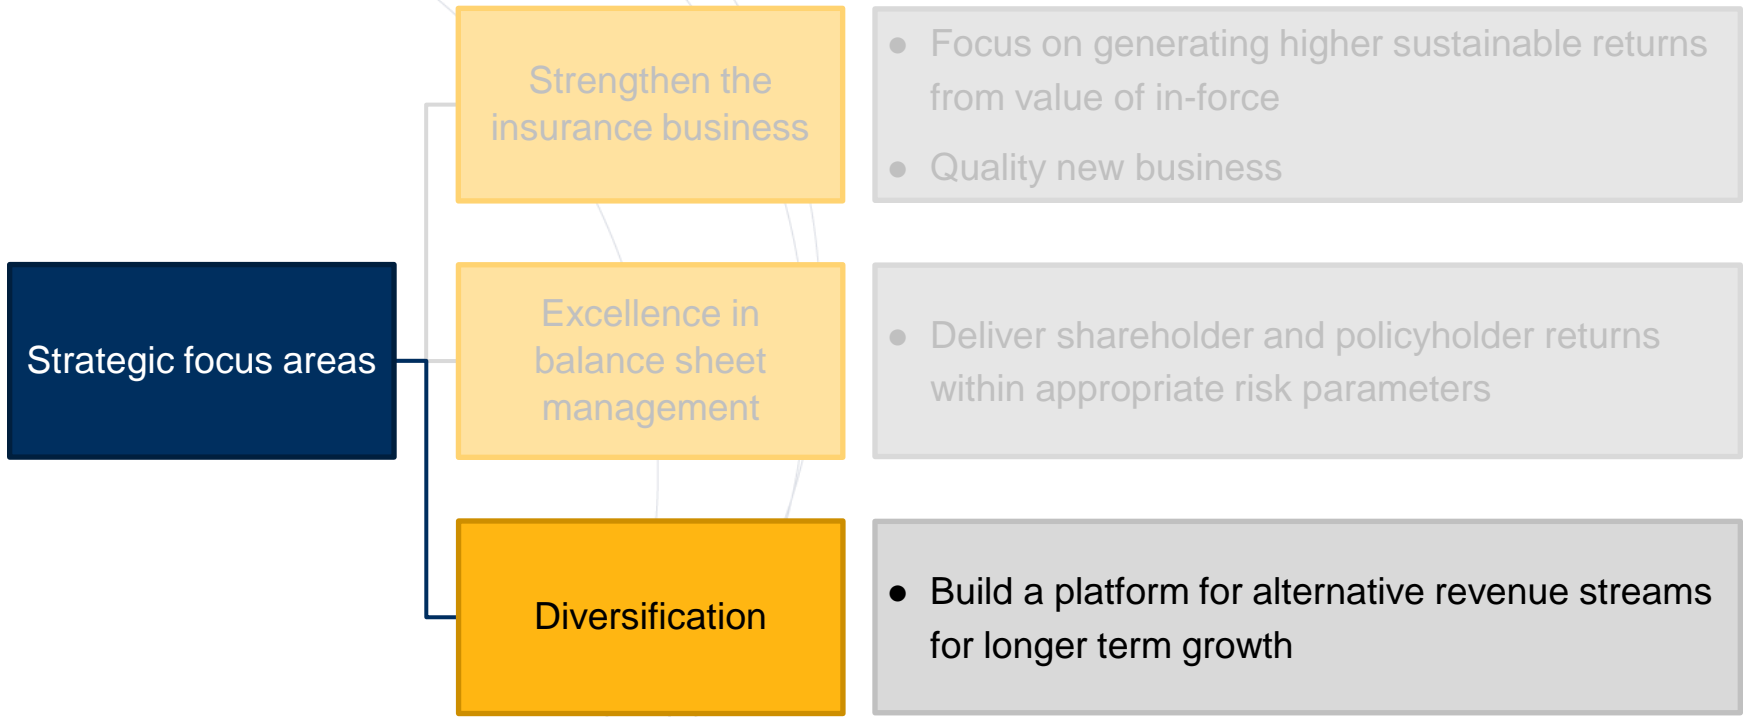 Strategic focus areas
Strengthen the
insurance business
● Focus on generating higher sustainable returns
from value of in-force
● Quality new business
Excellence in
balance sheet
management
● Deliver shareholder and policyholder returns
within appropriate risk parameters
Diversification
● Build a platform for alternative revenue streams
for longer term growth